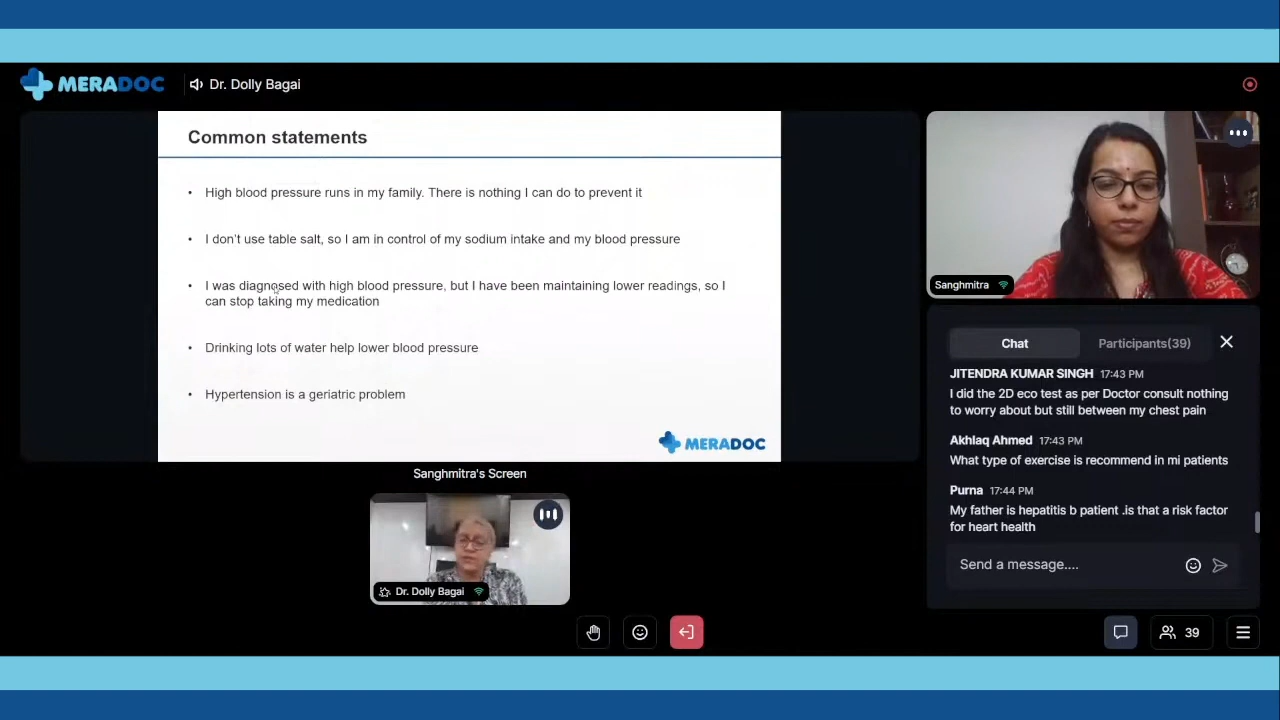 MERADOC
Dr. Dolly Bagai
Common statements
• High blood pressure runs in my family. There is nothing I can do to prevent it
• I don't use table salt, so I am in control of my sodium intake and my blood pressure
• I was diagnosed with high blood pressure, but I have been maintaining lower readings, so I
can stop taking my medication
• Drinking lots of water help lower blood pressure
• Hypertension is a geriatric problem
MERADOC
Sanghmitra's Screen
Dr. Dolly Bagai
Sanghmitra
Chat
Participants(39)
JITENDRA KUMAR SINGH 17:43 PM
I did the 2D eco test as per Doctor consult nothing
to worry about but still between my chest pain
Akhlaq Ahmed 17:43 PM
What type of exercise is recommend in mi patients
Purna 17:44 PM
My father is hepatitis b patient .is that a risk factor
for heart health
Send a message....
39